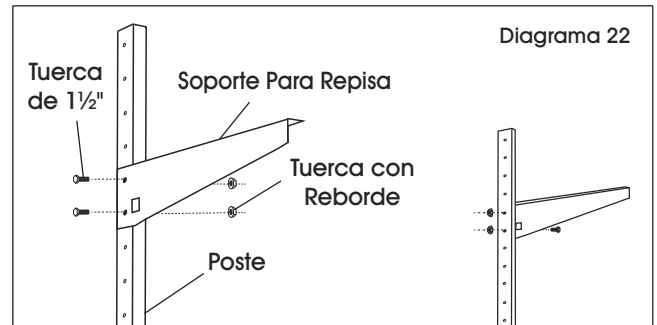 Diagrama 22
Tuerca
de 1½"
Soporte Para Repisa
Tuerca con
Reborde
Poste